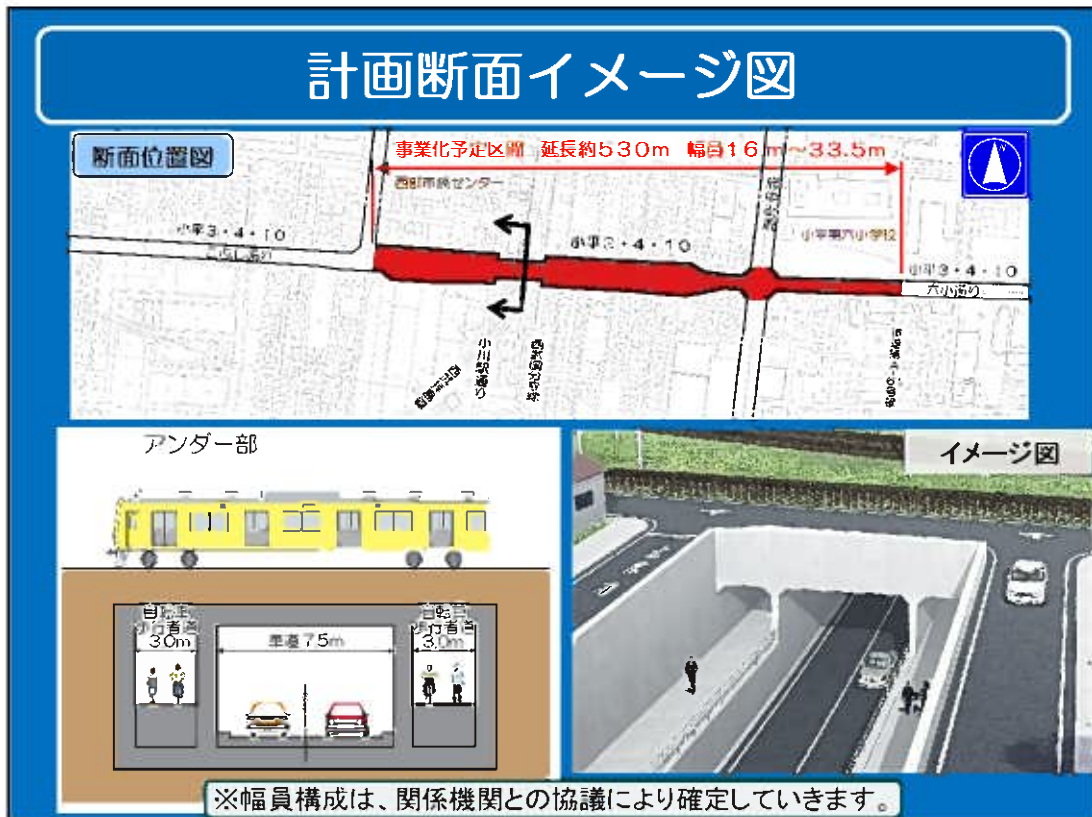 計画断面イメージ図
断面位置図
事業化予定区間 延長約530m 幅員16m～33.5m
西部市民センター
小平3・4・10
小平3・4・10
小平第六小学校
小平3・4・10
六小通り
小川駅通り
西武国分寺線
アンダー部
自転車
歩行者道
3.0m
車道7.5m
自転車
歩行者道
3.0m
イメージ図
※幅員構成は、関係機関との協議により確定していきます。